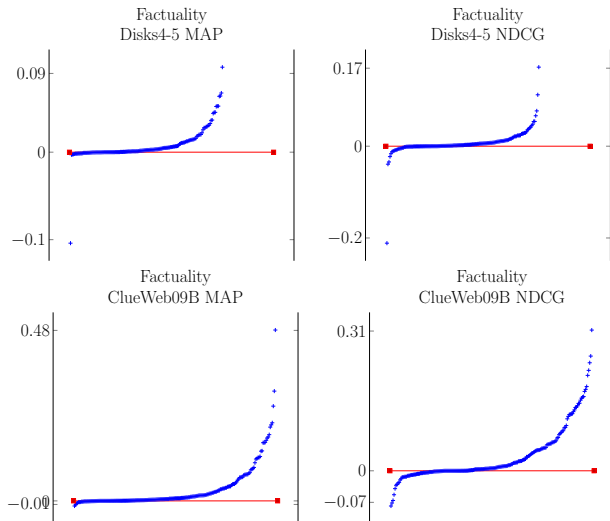 Factuality
Disks4-5 MAP
0.09
0
−0.1
Factuality
Disks4-5 NDCG
0.17
0
−0.2
Factuality
ClueWeb09B MAP
0.48
0
−0.01
Factuality
ClueWeb09B NDCG
0.31
0
−0.07